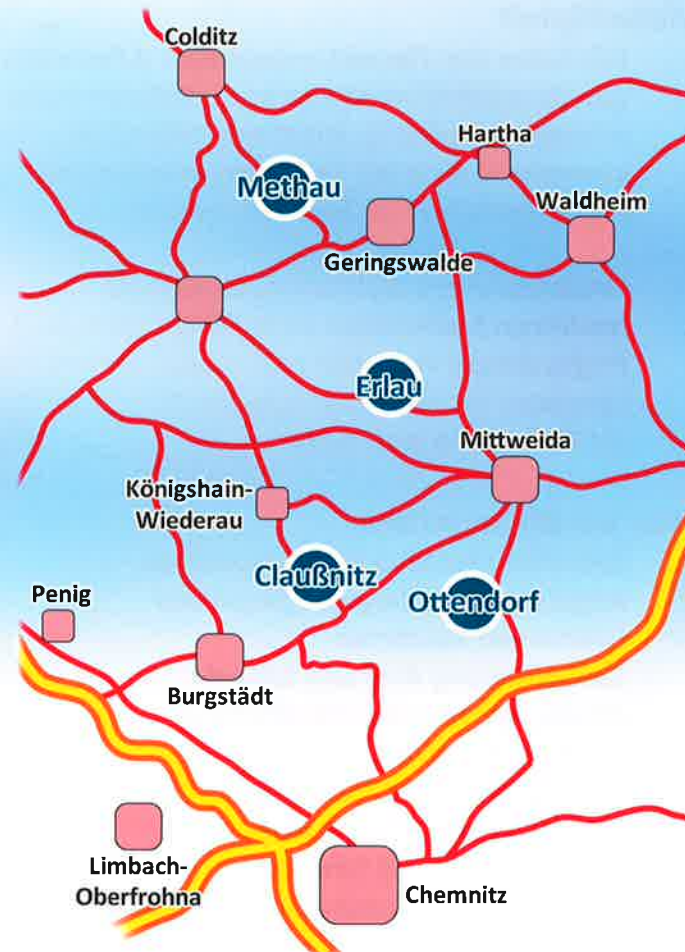 Colditz
Hartha
Methau
Waldheim
Geringswalde
Erlau
Mittweida
Königshain-
Wiederau
Claußnitz
Ottendorf
Penig
Burgstädt
Limbach-
Oberfrohna
Chemnitz